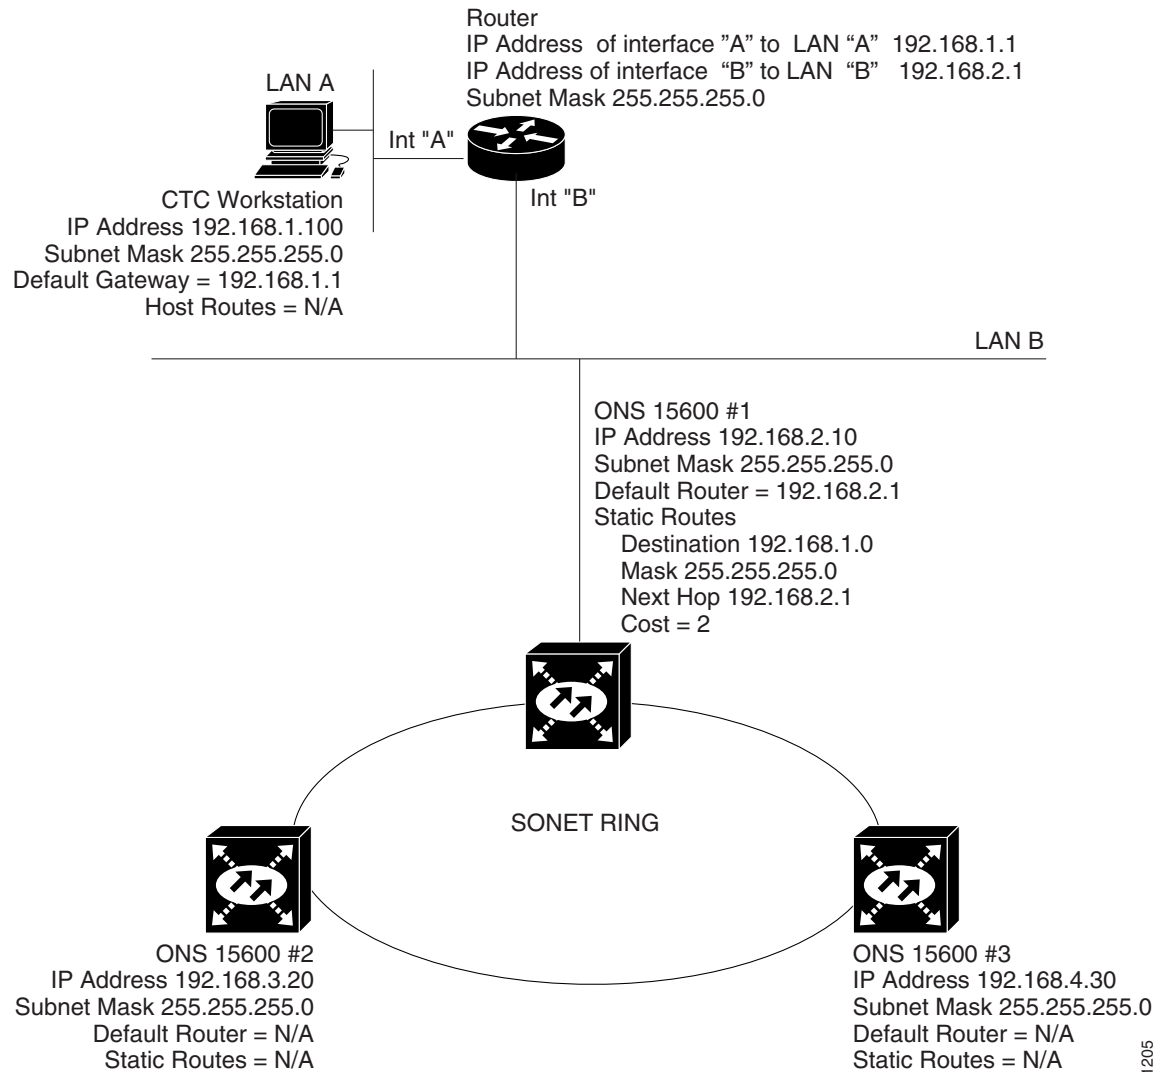 Router
IP Address of interface ”A” to LAN “A” 192.168.1.1
IP Address of interface “B” to LAN “B” 192.168.2.1
Subnet Mask 255.255.255.0
LAN A
Int "A"
Int "B"
CTC Workstation
IP Address 192.168.1.100
Subnet Mask 255.255.255.0
Default Gateway = 192.168.1.1
Host Routes = N/A
LAN B
ONS 15600 #1
IP Address 192.168.2.10
Subnet Mask 255.255.255.0
Default Router = 192.168.2.1
Static Routes
Destination 192.168.1.0
Mask 255.255.255.0
Next Hop 192.168.2.1
Cost = 2
SONET RING
ONS 15600 #2
IP Address 192.168.3.20
Subnet Mask 255.255.255.0
Default Router = N/A
Static Routes = N/A
ONS 15600 #3
IP Address 192.168.4.30
Subnet Mask 255.255.255.0
Default Router = N/A
Static Routes = N/A
1205